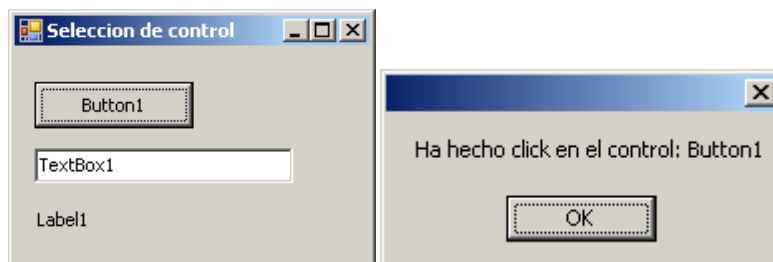 Seleccion de control
Button1
TextBox1
Label1
Ha hecho click en el control: Button1
OK